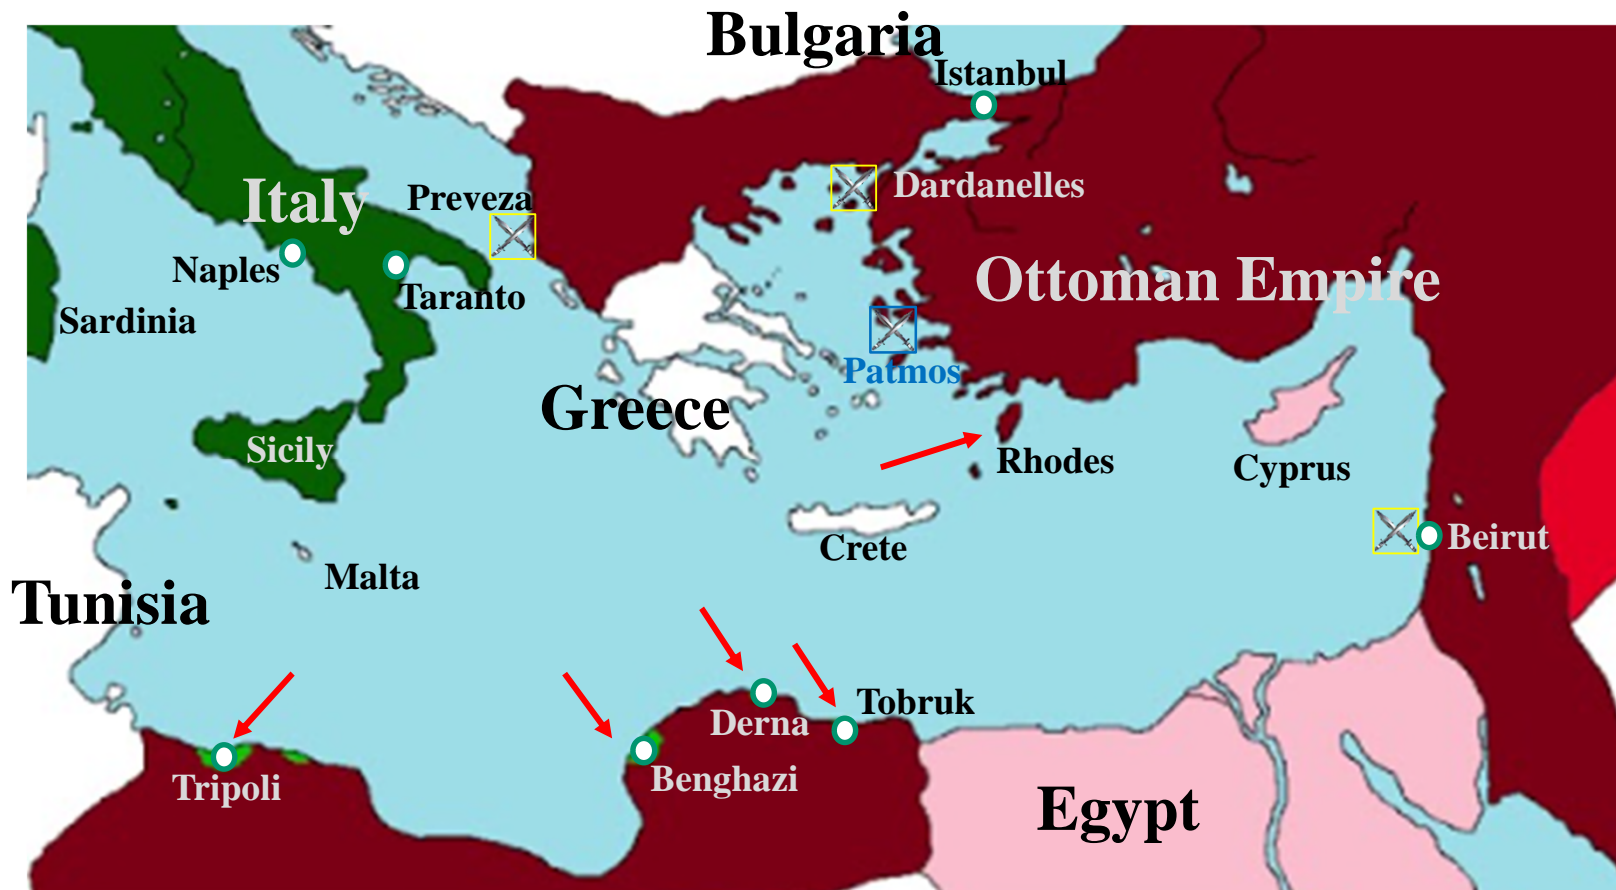 Bulgaria
Istanbul
Dardanelles
Italy
Preveza
Naples
Taranto
Ottoman Empire
Sardinia
Patmos
Greece
Sicily
Rhodes
Cyprus
Crete
Beirut
Malta
Tunisia
Tobruk
Derna
Benghazi
Tripoli
Egypt